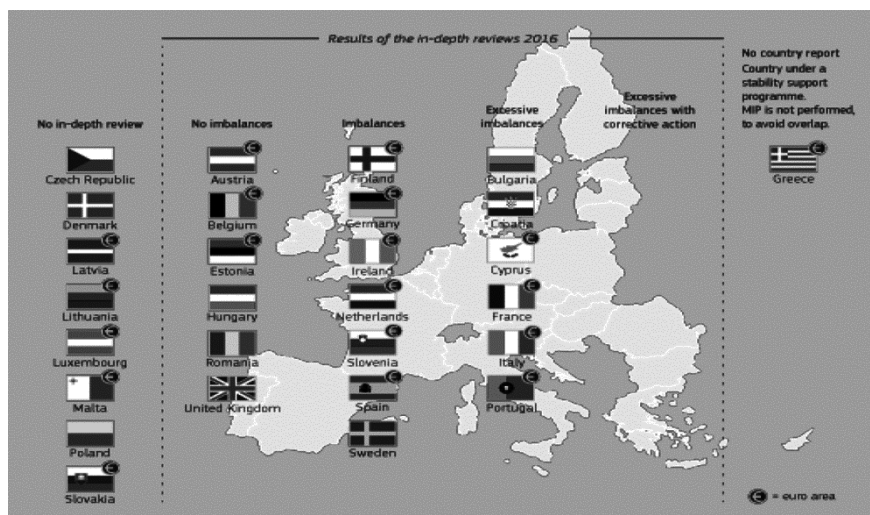 Results of the in-depth reviews 2016
No in-depth review
Czech Republic
Denmark
Latvia
Lithuania
Luxembourg
Malta
Poland
Slovakia
No imbalances
Austria
Belgium
Estonia
Hungary
Romania
United Kingdom
Imbalances
Finland
Germany
Ireland
Netherlands
Slovenia
Spain
Sweden
Excessive
imbalances
Bulgaria
Croatia
Cyprus
France
Italy
Portugal
Excessive
imbalances with
corrective action
No country report
Country under a
stability support
programme.
MIP is not performed,
to avoid overlap.
Greece
€ = euro area